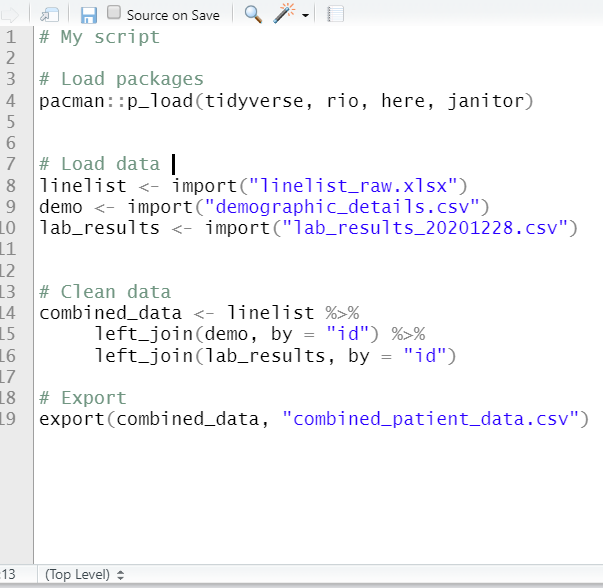 Source on Save
1 # My script
2
3 # Load packages
4 pacman::p_load(tidyverse, rio, here, janitor)
5
6
7 # Load data
8 linelist <- import("linelist_raw.xlsx")
9 demo <- import("demographic_details.csv")
10 lab_results <- import("lab_results_20201228.csv")
11
12
13 # Clean data
14 combined_data <- linelist %>%
15      left_join(demo, by = "id") %>%
16      left_join(lab_results, by = "id")
17
18 # Export
19 export(combined_data, "combined_patient_data.csv")
:13 (Top Level)